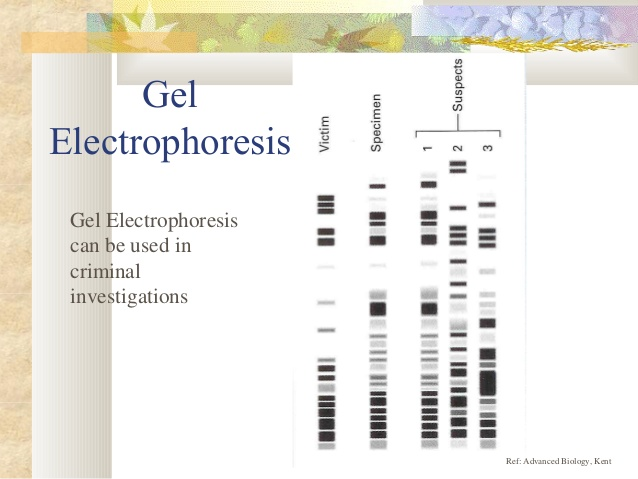 Gel
Electrophoresis
Gel Electrophoresis
can be used in
criminal
investigations
Victim
Specimen
Suspects
1
2
3
Ref: Advanced Biology, Kent